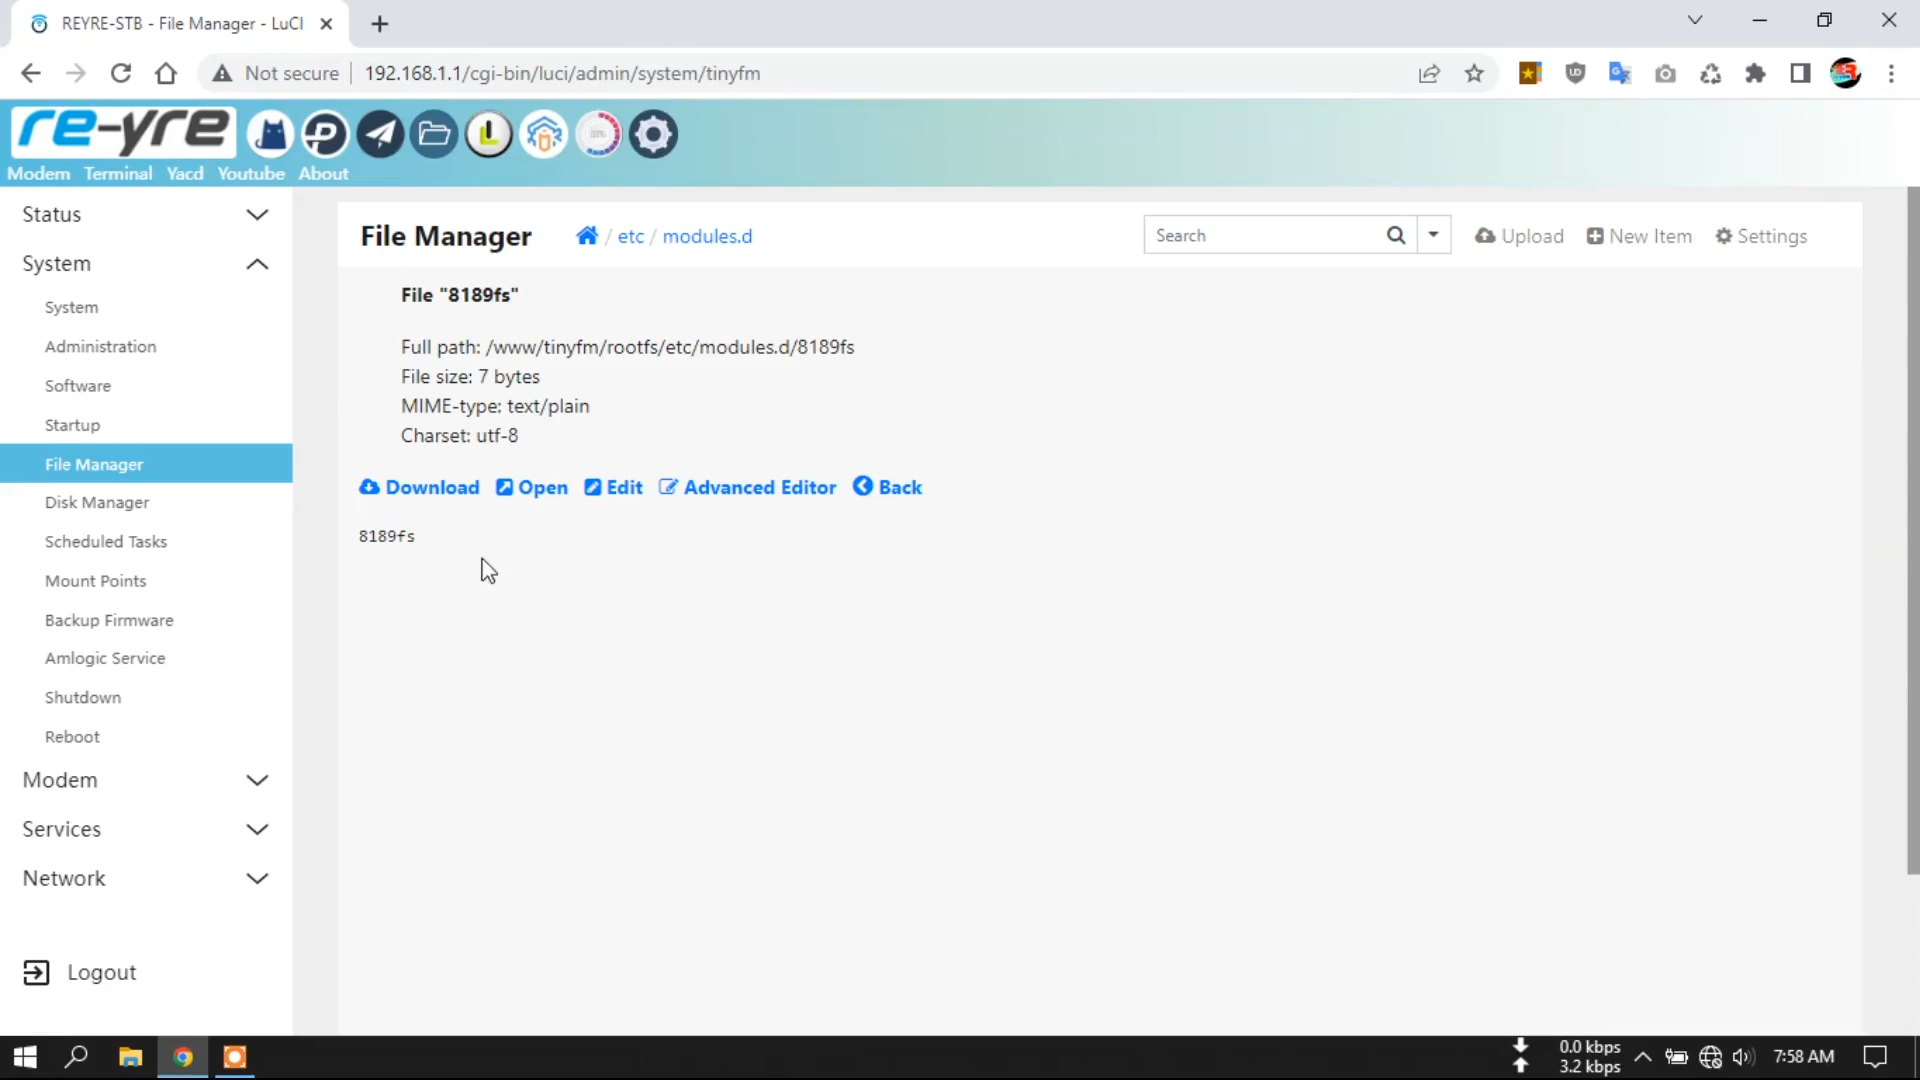 REYRE-STB - File Manager - LuCI
Not secure 192.168.1.1/cgi-bin/luci/admin/system/tinyfm
re-yre
Modem Terminal Yacd Youtube About
Status
System
System
Administration
Software
Startup
File Manager
Disk Manager
Scheduled Tasks
Mount Points
Backup Firmware
Amlogic Service
Shutdown
Reboot
Modem
Services
Network
Logout
File Manager / etc / modules.d Search Upload New Item Settings
File "8189fs"
Full path: /www/tinyfm/rootfs/etc/modules.d/8189fs
File size: 7 bytes
MIME-type: text/plain
Charset: utf-8
Download Open Edit Advanced Editor Back
8189fs
0.0 kbps
3.2 kbps
7:58 AM